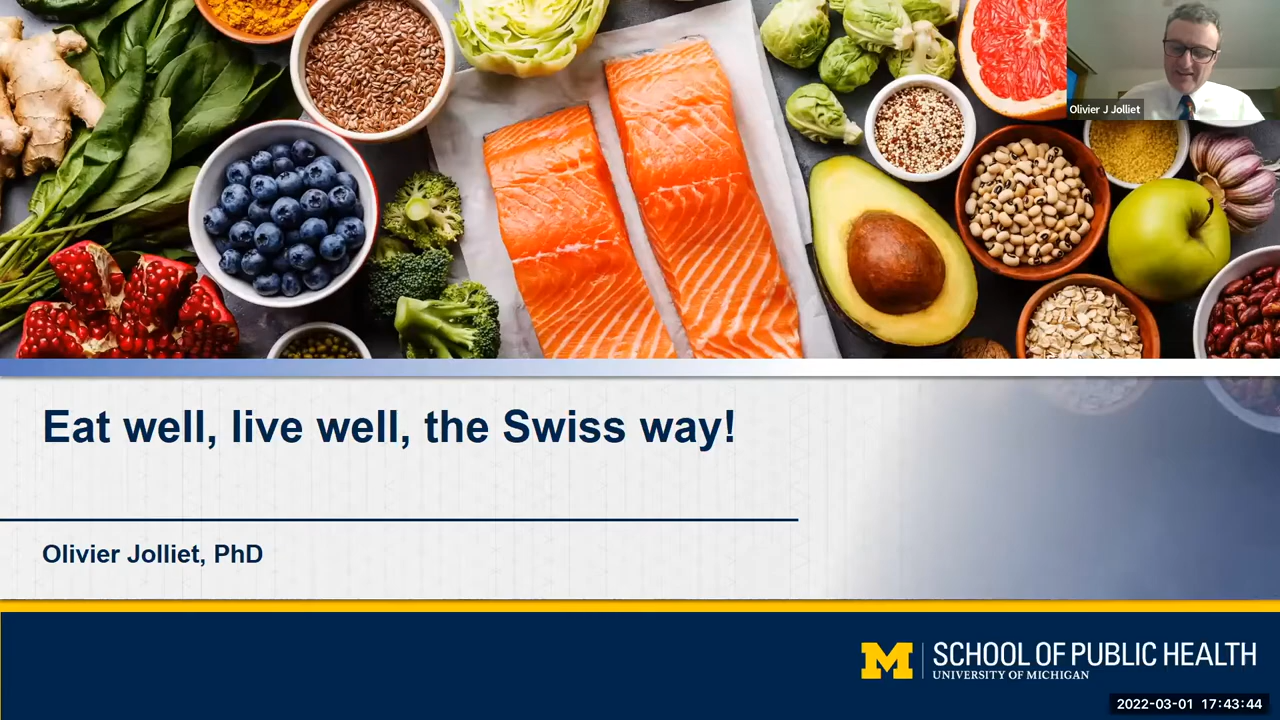 Olivier J Jolliet
Eat well, live well, the Swiss way!
Olivier Jolliet, PhD
M SCHOOL OF PUBLIC HEALTH
UNIVERSITY OF MICHIGAN
2022-03-01 17:43:44